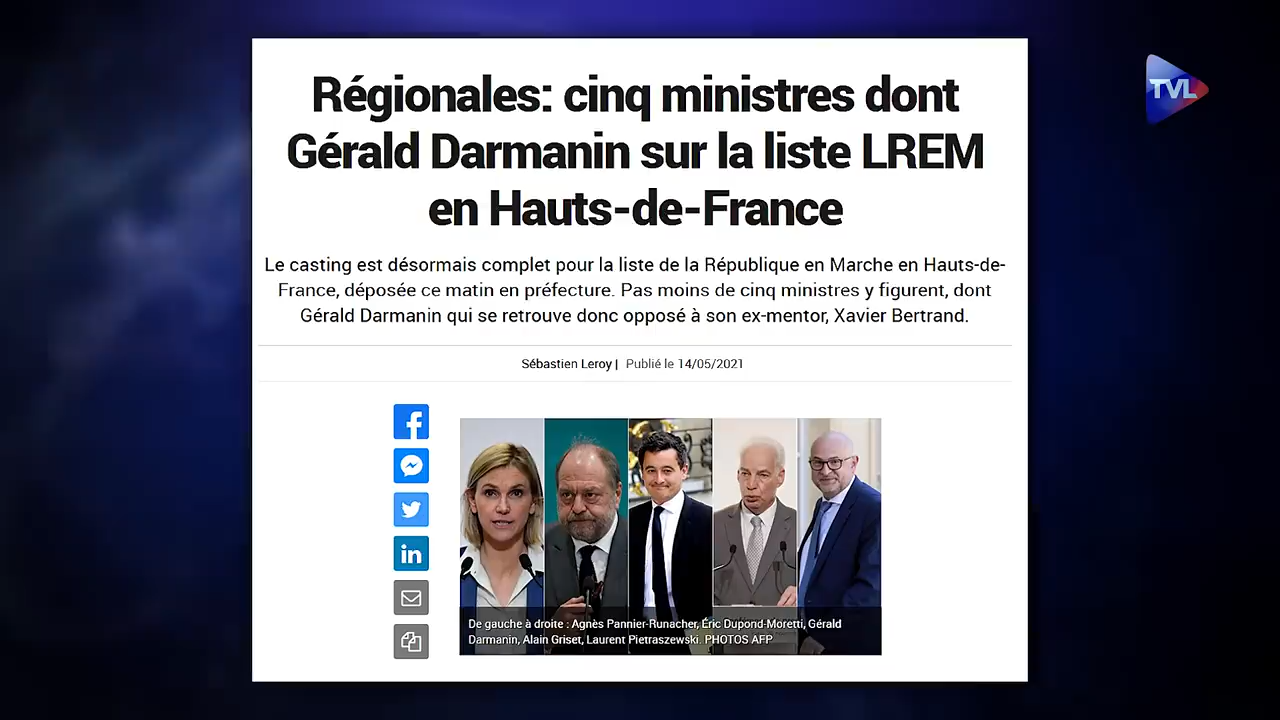 TVL
Régionales: cinq ministres dont
Gérald Darmanin sur la liste LREM
en Hauts-de-France
Le casting est désormais complet pour la liste de la République en Marche en Hauts-de-
France, déposée ce matin en préfecture. Pas moins de cinq ministres y figurent, dont
Gérald Darmanin qui se retrouve donc opposé à son ex-mentor, Xavier Bertrand.
Sébastien Leroy | Publié le 14/05/2021
De gauche à droite : Agnès Pannier-Runacher, Éric Dupond-Moretti, Gérald
Darmanin, Alain Griset, Laurent Pietraszewski. PHOTOS AFP